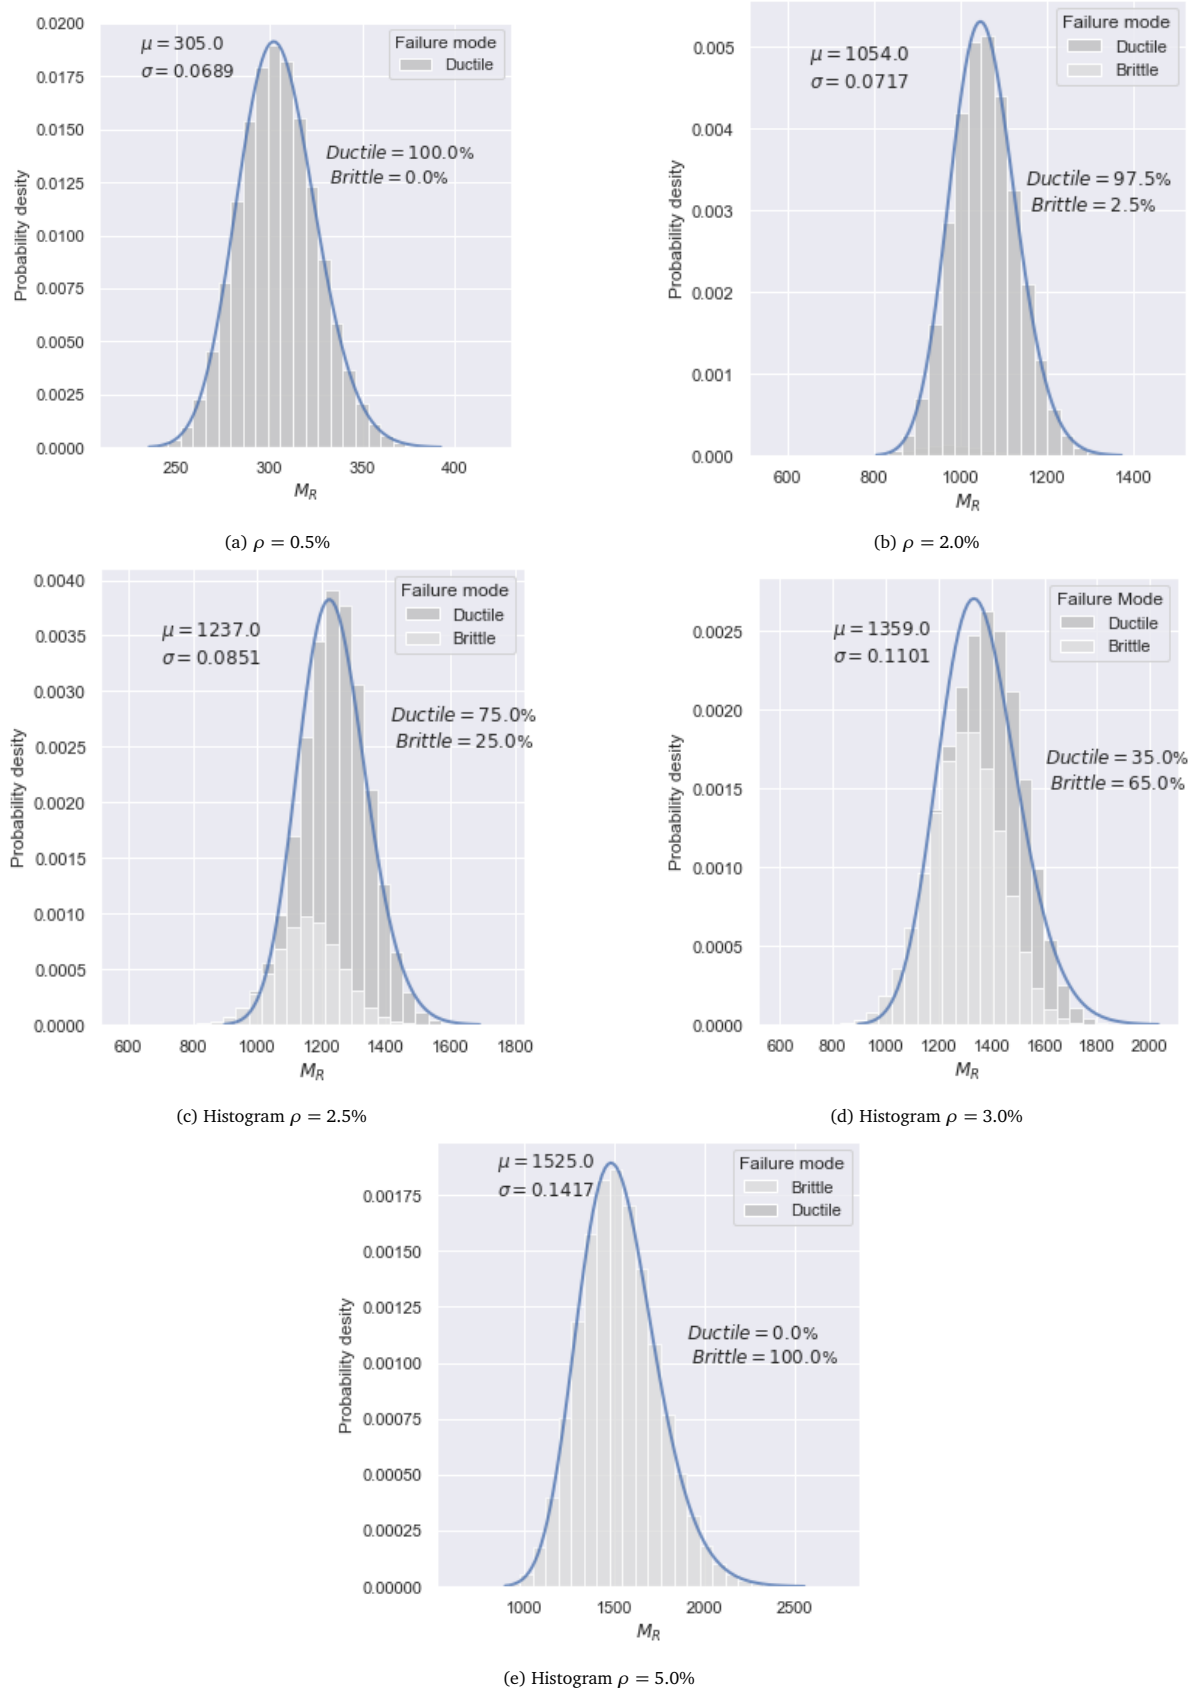 0.0200
0.0175
0.0150
0.0125
0.0100
0.0075
0.0050
0.0025
0.0000
Probability desity
μ = 305.0
σ = 0.0689
Failure mode
Ductile
Ductile = 100.0%
Brittle = 0.0%
250 300 350 400
M_R
(a) ρ = 0.5%
0.005
0.004
0.003
0.002
0.001
0.000
Probability desity
μ = 1054.0
σ = 0.0717
Failure mode
Ductile
Brittle
Ductile = 97.5%
Brittle = 2.5%
600 800 1000 1200 1400
M_R
(b) ρ = 2.0%
0.0040
0.0035
0.0030
0.0025
0.0020
0.0015
0.0010
0.0005
0.0000
Probability desity
μ = 1237.0
σ = 0.0851
Failure mode
Ductile
Brittle
Ductile = 75.0%
Brittle = 25.0%
600 800 1000 1200 1400 1600 1800
M_R
(c) Histogram ρ = 2.5%
0.0025
0.0020
0.0015
0.0010
0.0005
0.0000
Probability desity
μ = 1359.0
σ = 0.1101
Failure Mode
Ductile
Brittle
Ductile = 35.0%
Brittle = 65.0%
600 800 1000 1200 1400 1600 1800 2000
M_R
(d) Histogram ρ = 3.0%
0.00175
0.00150
0.00125
0.00100
0.00075
0.00050
0.00025
0.00000
Probability desity
μ = 1525.0
σ = 0.1417
Failure mode
Brittle
Ductile
Ductile = 0.0%
Brittle = 100.0%
1000 1500 2000 2500
M_R
(e) Histogram ρ = 5.0%